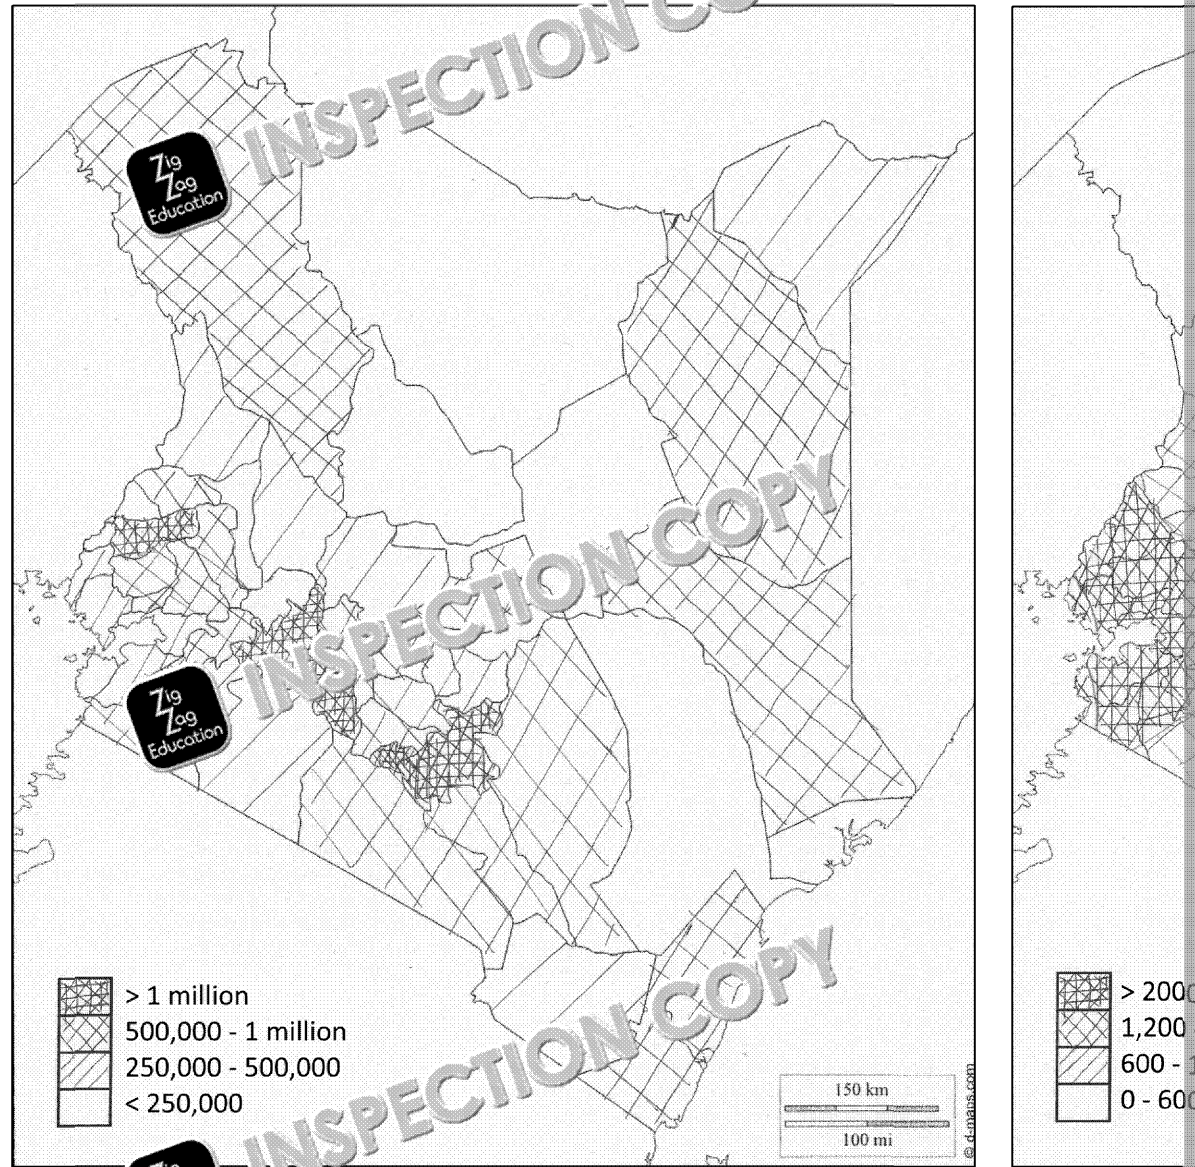 INSPECTION CO
Zig
Zag
Education
INSPECTION COPY
Zig
Zag
Education
> 1 million
500,000 - 1 million
250,000 - 500,000
< 250,000
INSPECTION COPY
150 km
100 mi
© d-maps.com
> 200
1,200
600 -
0 - 60